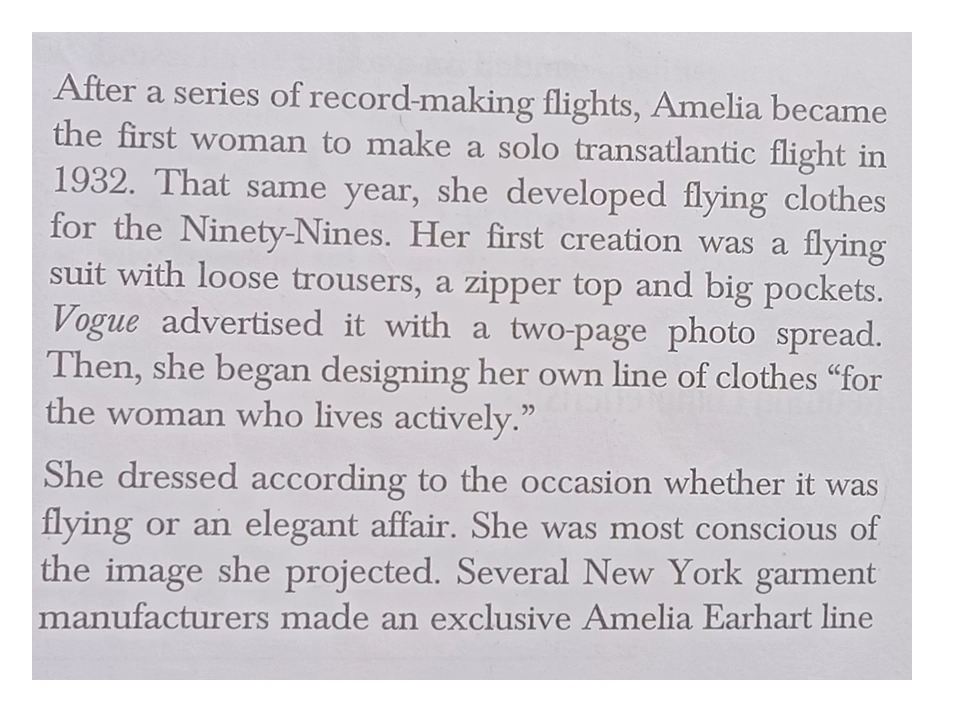 After a series of record-making flights, Amelia became
the first woman to make a solo transatlantic flight in
1932. That same year, she developed flying clothes
for the Ninety-Nines. Her first creation was a flying
suit with loose trousers, a zipper top and big pockets.
Vogue advertised it with a two-page photo spread.
Then, she began designing her own line of clothes “for
the woman who lives actively.”
She dressed according to the occasion whether it was
flying or an elegant affair. She was most conscious of
the image she projected. Several New York garment
manufacturers made an exclusive Amelia Earhart line